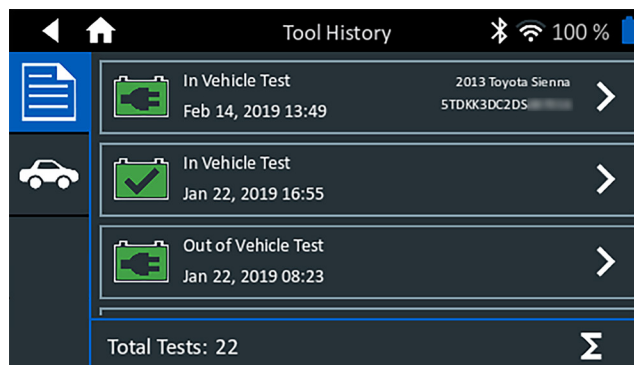 Tool History
100 %
In Vehicle Test
2013 Toyota Sienna
Feb 14, 2019 13:49
5TDKK3DC2DS
In Vehicle Test
Jan 22, 2019 16:55
Out of Vehicle Test
Jan 22, 2019 08:23
Total Tests: 22
Σ